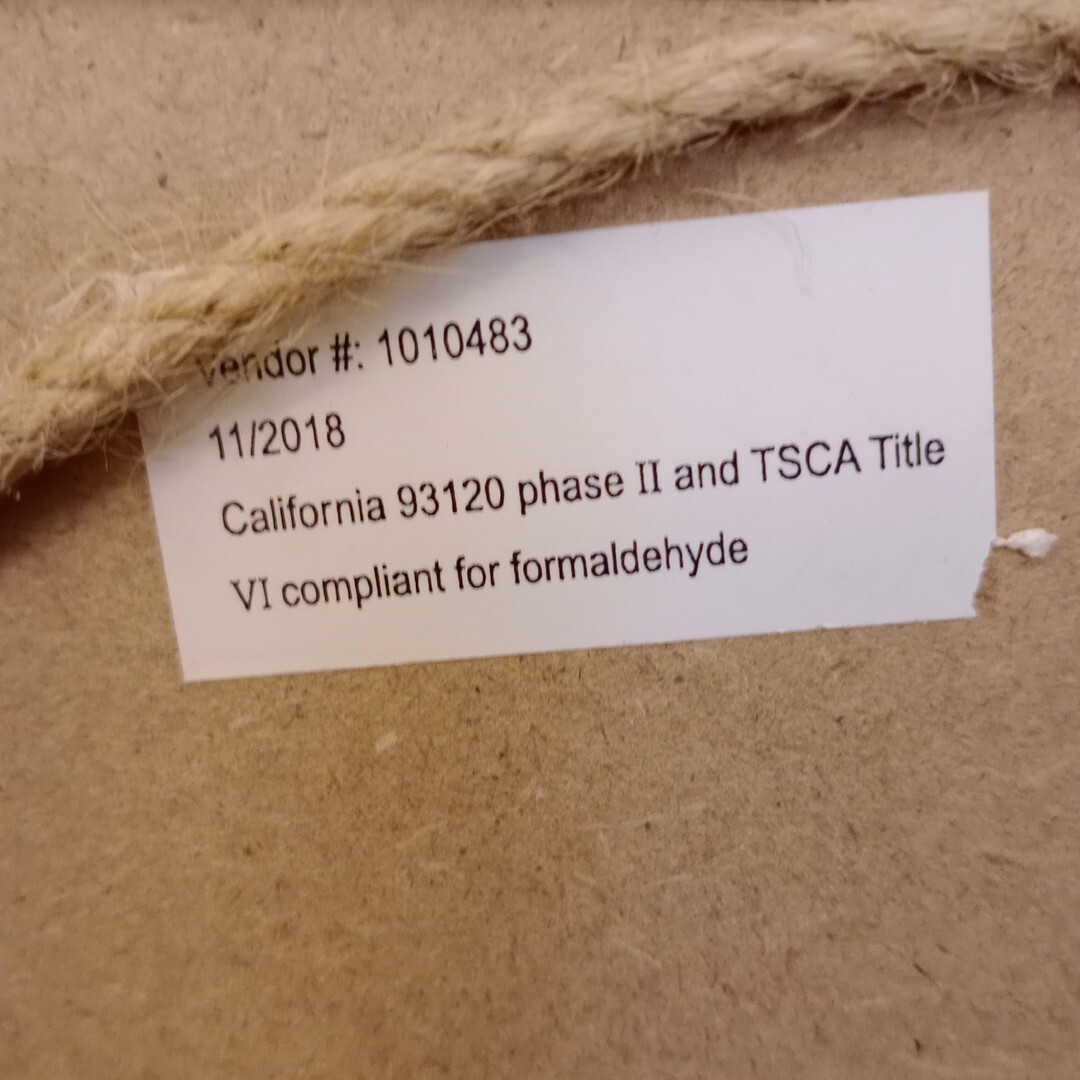 vendor #: 1010483
11/2018
California 93120 phase II and TSCA Title
VI compliant for formaldehyde